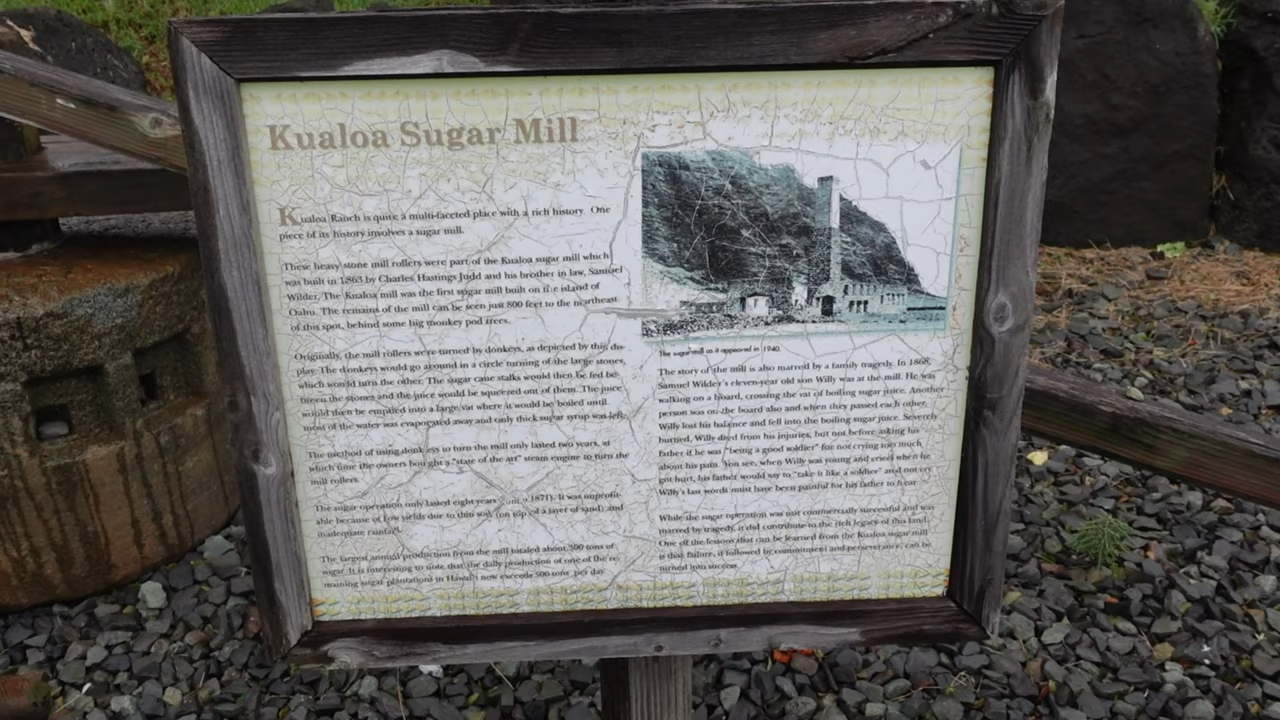 Kualoa Sugar Mill
Kualoa Ranch is quite a multi-faceted place with a rich history. One
piece of its history involves a sugar mill.
These heavy stone mill rollers were part of the Kualoa sugar mill which
was built in 1863 by Charles Hastings Judd and his brother in law, Samuel
Wilder. The Kualoa mill was the first sugar mill built on the island of
Oahu. The remains of the mill can be seen just 800 feet to the northeast
of this spot, behind some big monkey pod trees.
Originally, the mill rollers were turned by donkeys, as depicted by this dis-
play. The donkeys would go around in a circle turning of the large stones,
which would turn the other. The sugar cane stalks would then be fed be-
tween the stones and the juice would be squeezed out of them. The juice
would then be emptied into a large vat where it would be boiled until
most of the water was evaporated away and only thick sugar syrup was left.
The method of using donkeys to turn the mill only lasted two years, at
which time the owners bought a "state of the art" steam engine to turn the
mill rollers.
The sugar operation only lasted eight years 1871). It was unprofit-
able because of low yields due to thin soil (on top of a layer of sand) and
inadequate rainfall.
The largest annual production from the mill totaled about 500 tons of
sugar. It is interesting to note that the daily production of one of the re-
maining sugar plantations in Hawaii now exceeds 500 tons per day.
The sugar mill as it appeared in 1940.
The story of the mill is also marred by a family tragedy. In 1868,
Samuel Wilder's eleven-year old son Willy was at the mill. He was
walking on a board, crossing the vat of boiling sugar juice. Another
person was on the board also and when they passed each other,
Willy lost his balance and fell into the boiling sugar juice. Severely
burned, Willy died from his injuries, but not before asking his
father if he was "being a good soldier" for not crying too much
about his pain. You see, when Willy was young and cried when he
got hurt, his father would say to "take it like a soldier" and not cry.
Willy's last words must have been painful for his father to hear.
While the sugar operation was not commercially successful and was
marred by tragedy, it did contribute to the rich legacy of this land.
One of the lessons that can be learned from the Kualoa sugar mill
is that failure, if followed by commitment and perseverance, can be
turned into success.